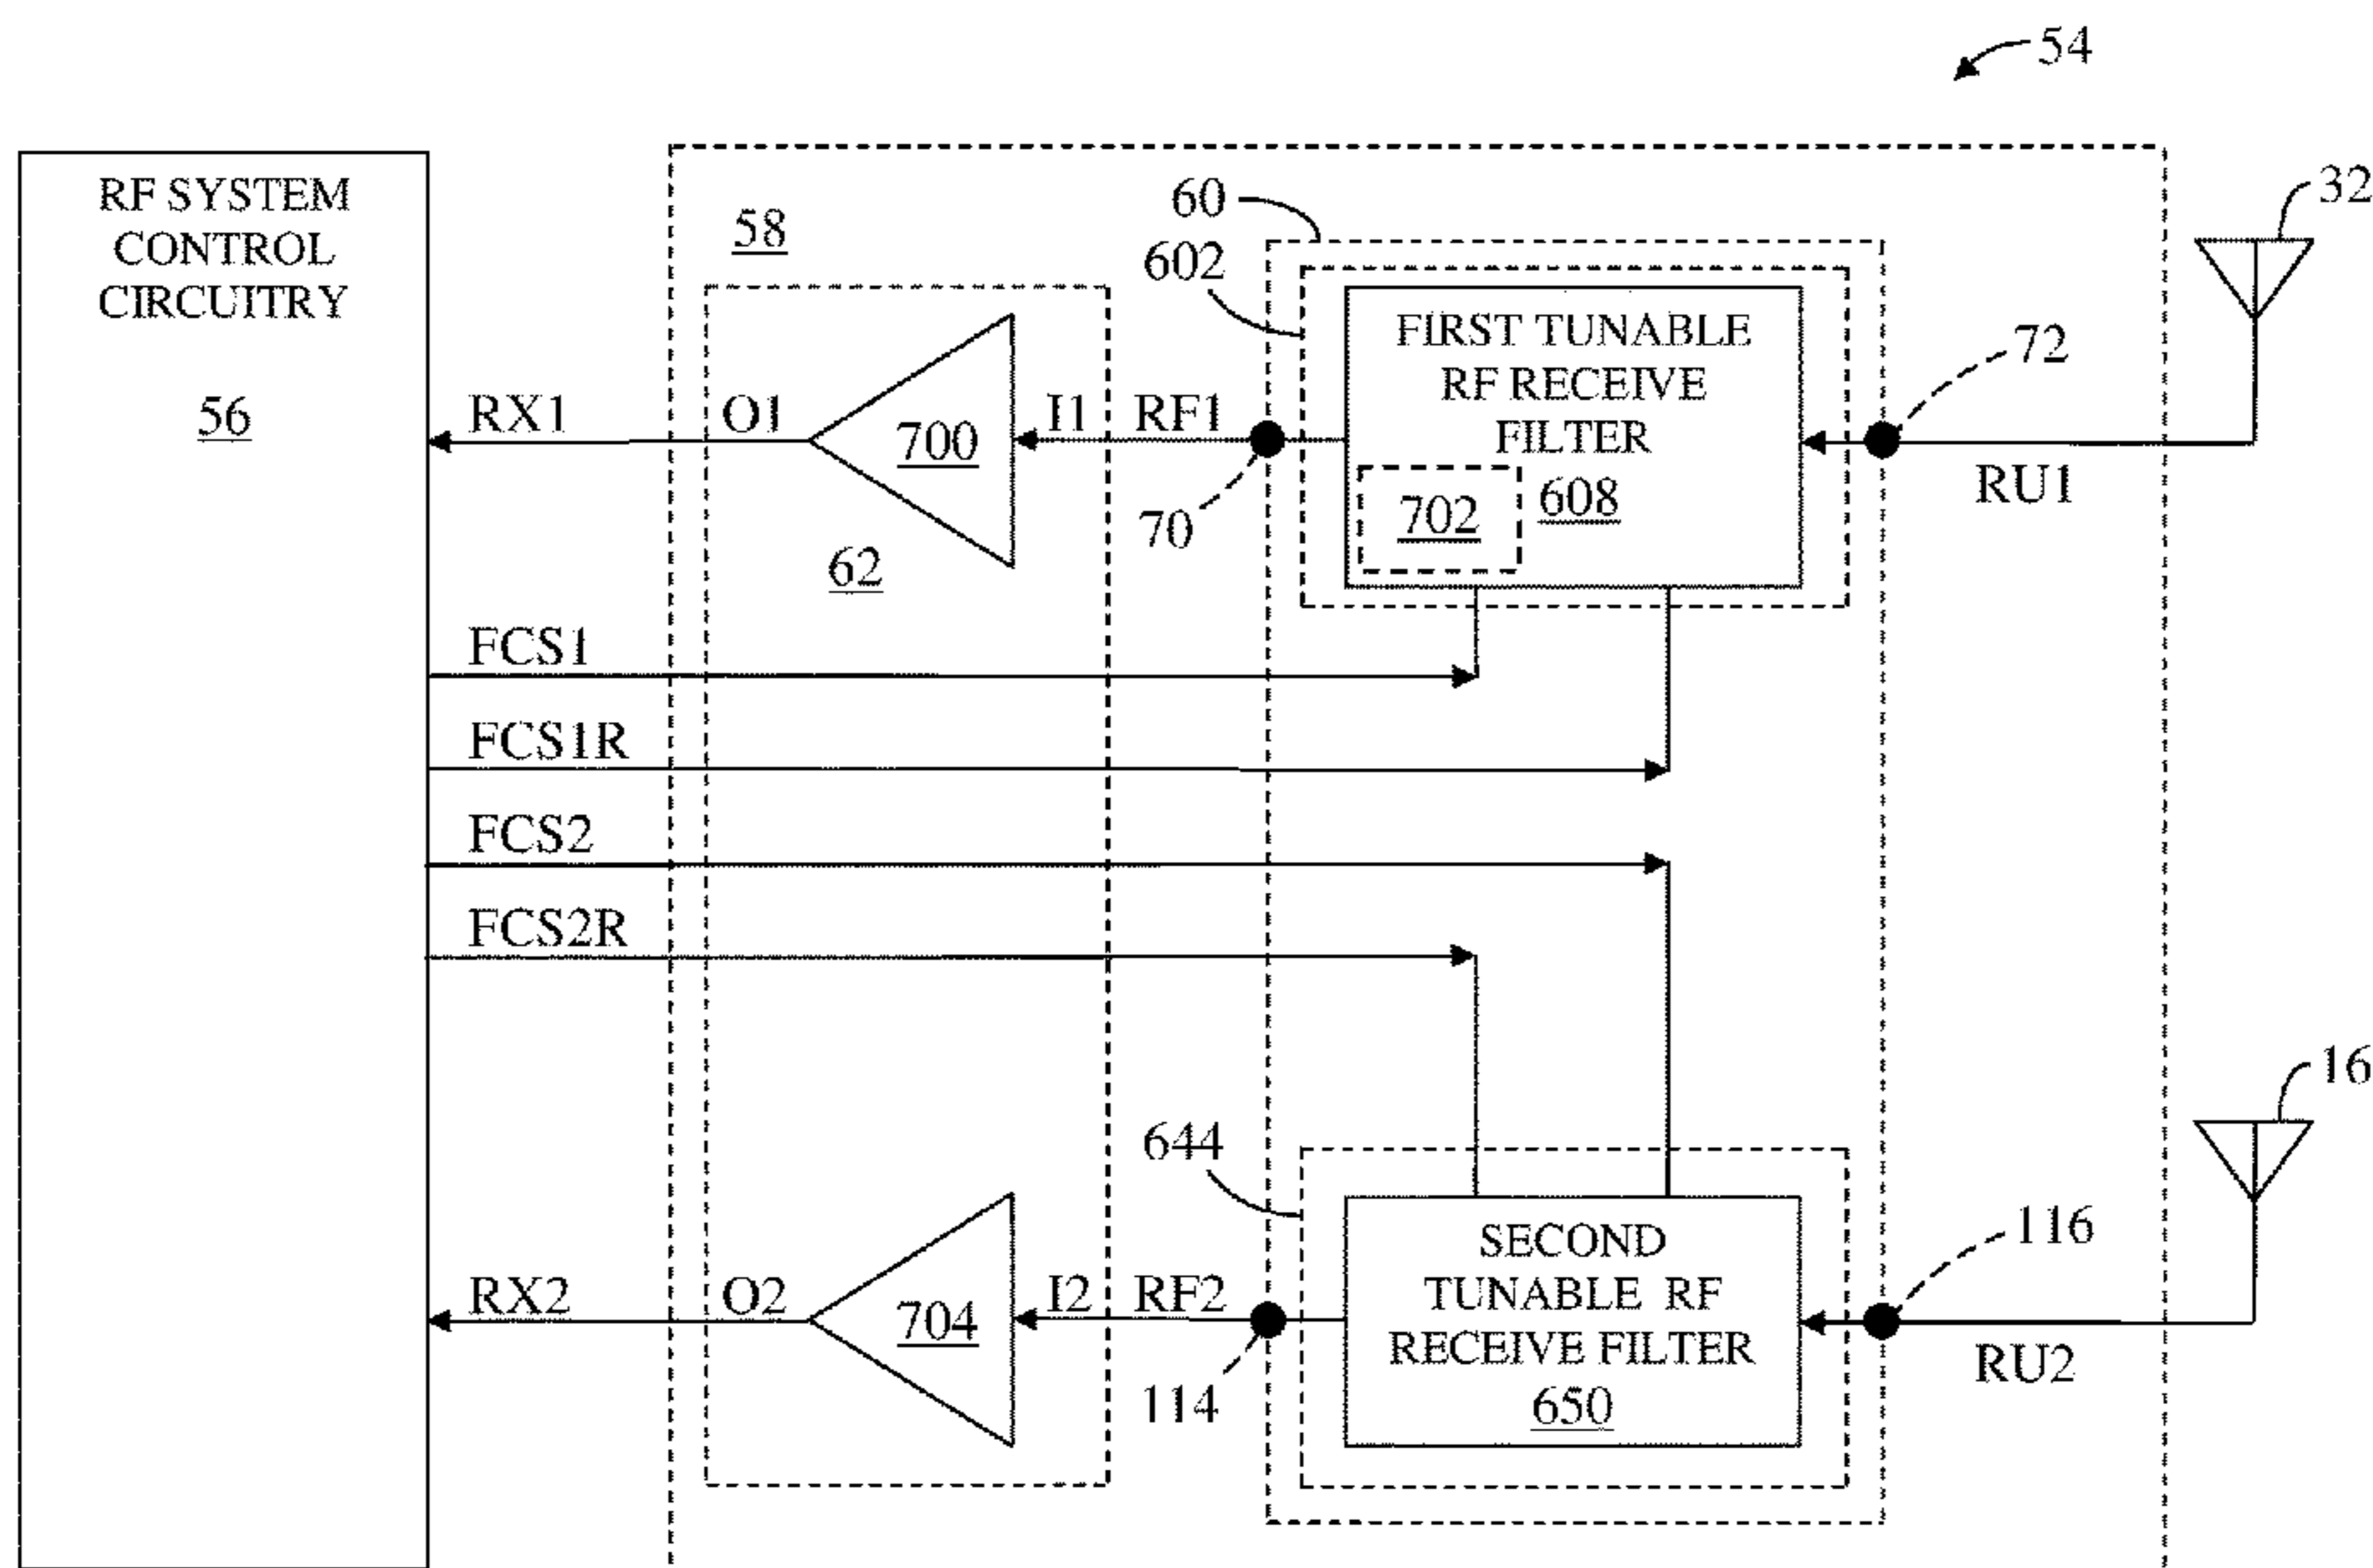 54
RF SYSTEM
CONTROL
CIRCUITRY
56
58
60
602
32
72
FIRST TUNABLE
RF RECEIVE
FILTER
608
702
RX1
O1
700
I1
RF1
70
RU1
62
FCS1
FCS1R
FCS2
FCS2R
16
644
116
SECOND
TUNABLE RF
RECEIVE FILTER
650
RX2
O2
704
I2
RF2
114
RU2